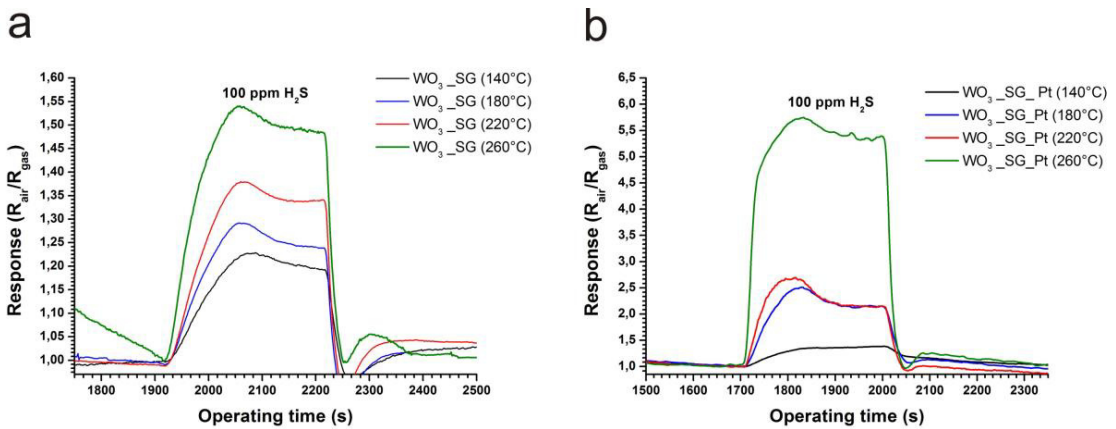 a
1,60
1,55
1,50
1,45
1,40
1,35
1,30
1,25
1,20
1,15
1,10
1,05
1,00
Response (R_air/R_gas)
100 ppm H₂S
WO₃_SG (140°C)
WO₃_SG (180°C)
WO₃_SG (220°C)
WO₃_SG (260°C)
1800 1900 2000 2100 2200 2300 2400 2500
Operating time (s)
b
6,5
6,0
5,5
5,0
4,5
4,0
3,5
3,0
2,5
2,0
1,5
1,0
Response (R_air/R_gas)
100 ppm H₂S
WO₃_SG_Pt (140°C)
WO₃_SG_Pt (180°C)
WO₃_SG_Pt (220°C)
WO₃_SG_Pt (260°C)
1500 1600 1700 1800 1900 2000 2100 2200 2300
Operating time (s)